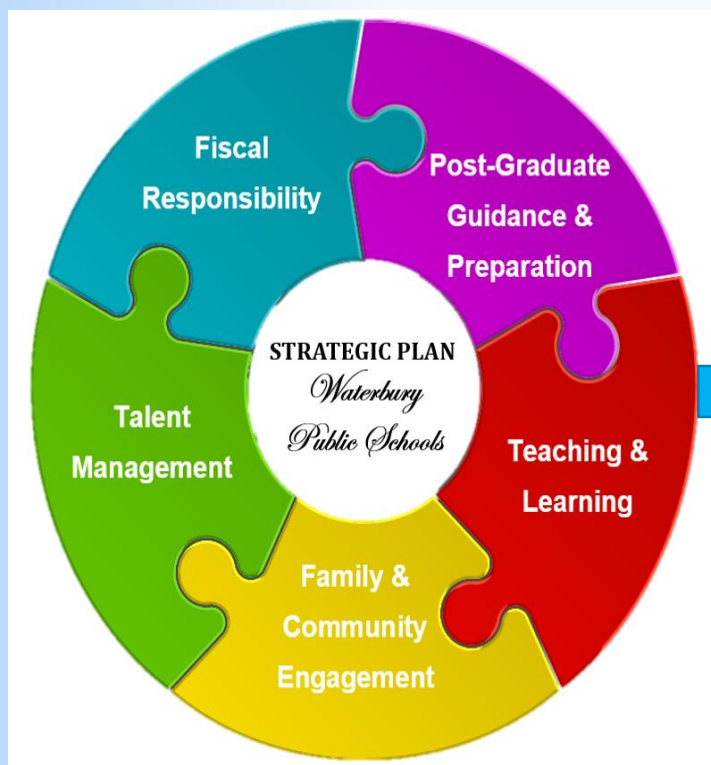 Fiscal
Responsibility
Post-Graduate
Guidance &
Preparation
STRATEGIC PLAN
Waterbury
Public Schools
Talent
Management
Teaching &
Learning
Family &
Community
Engagement